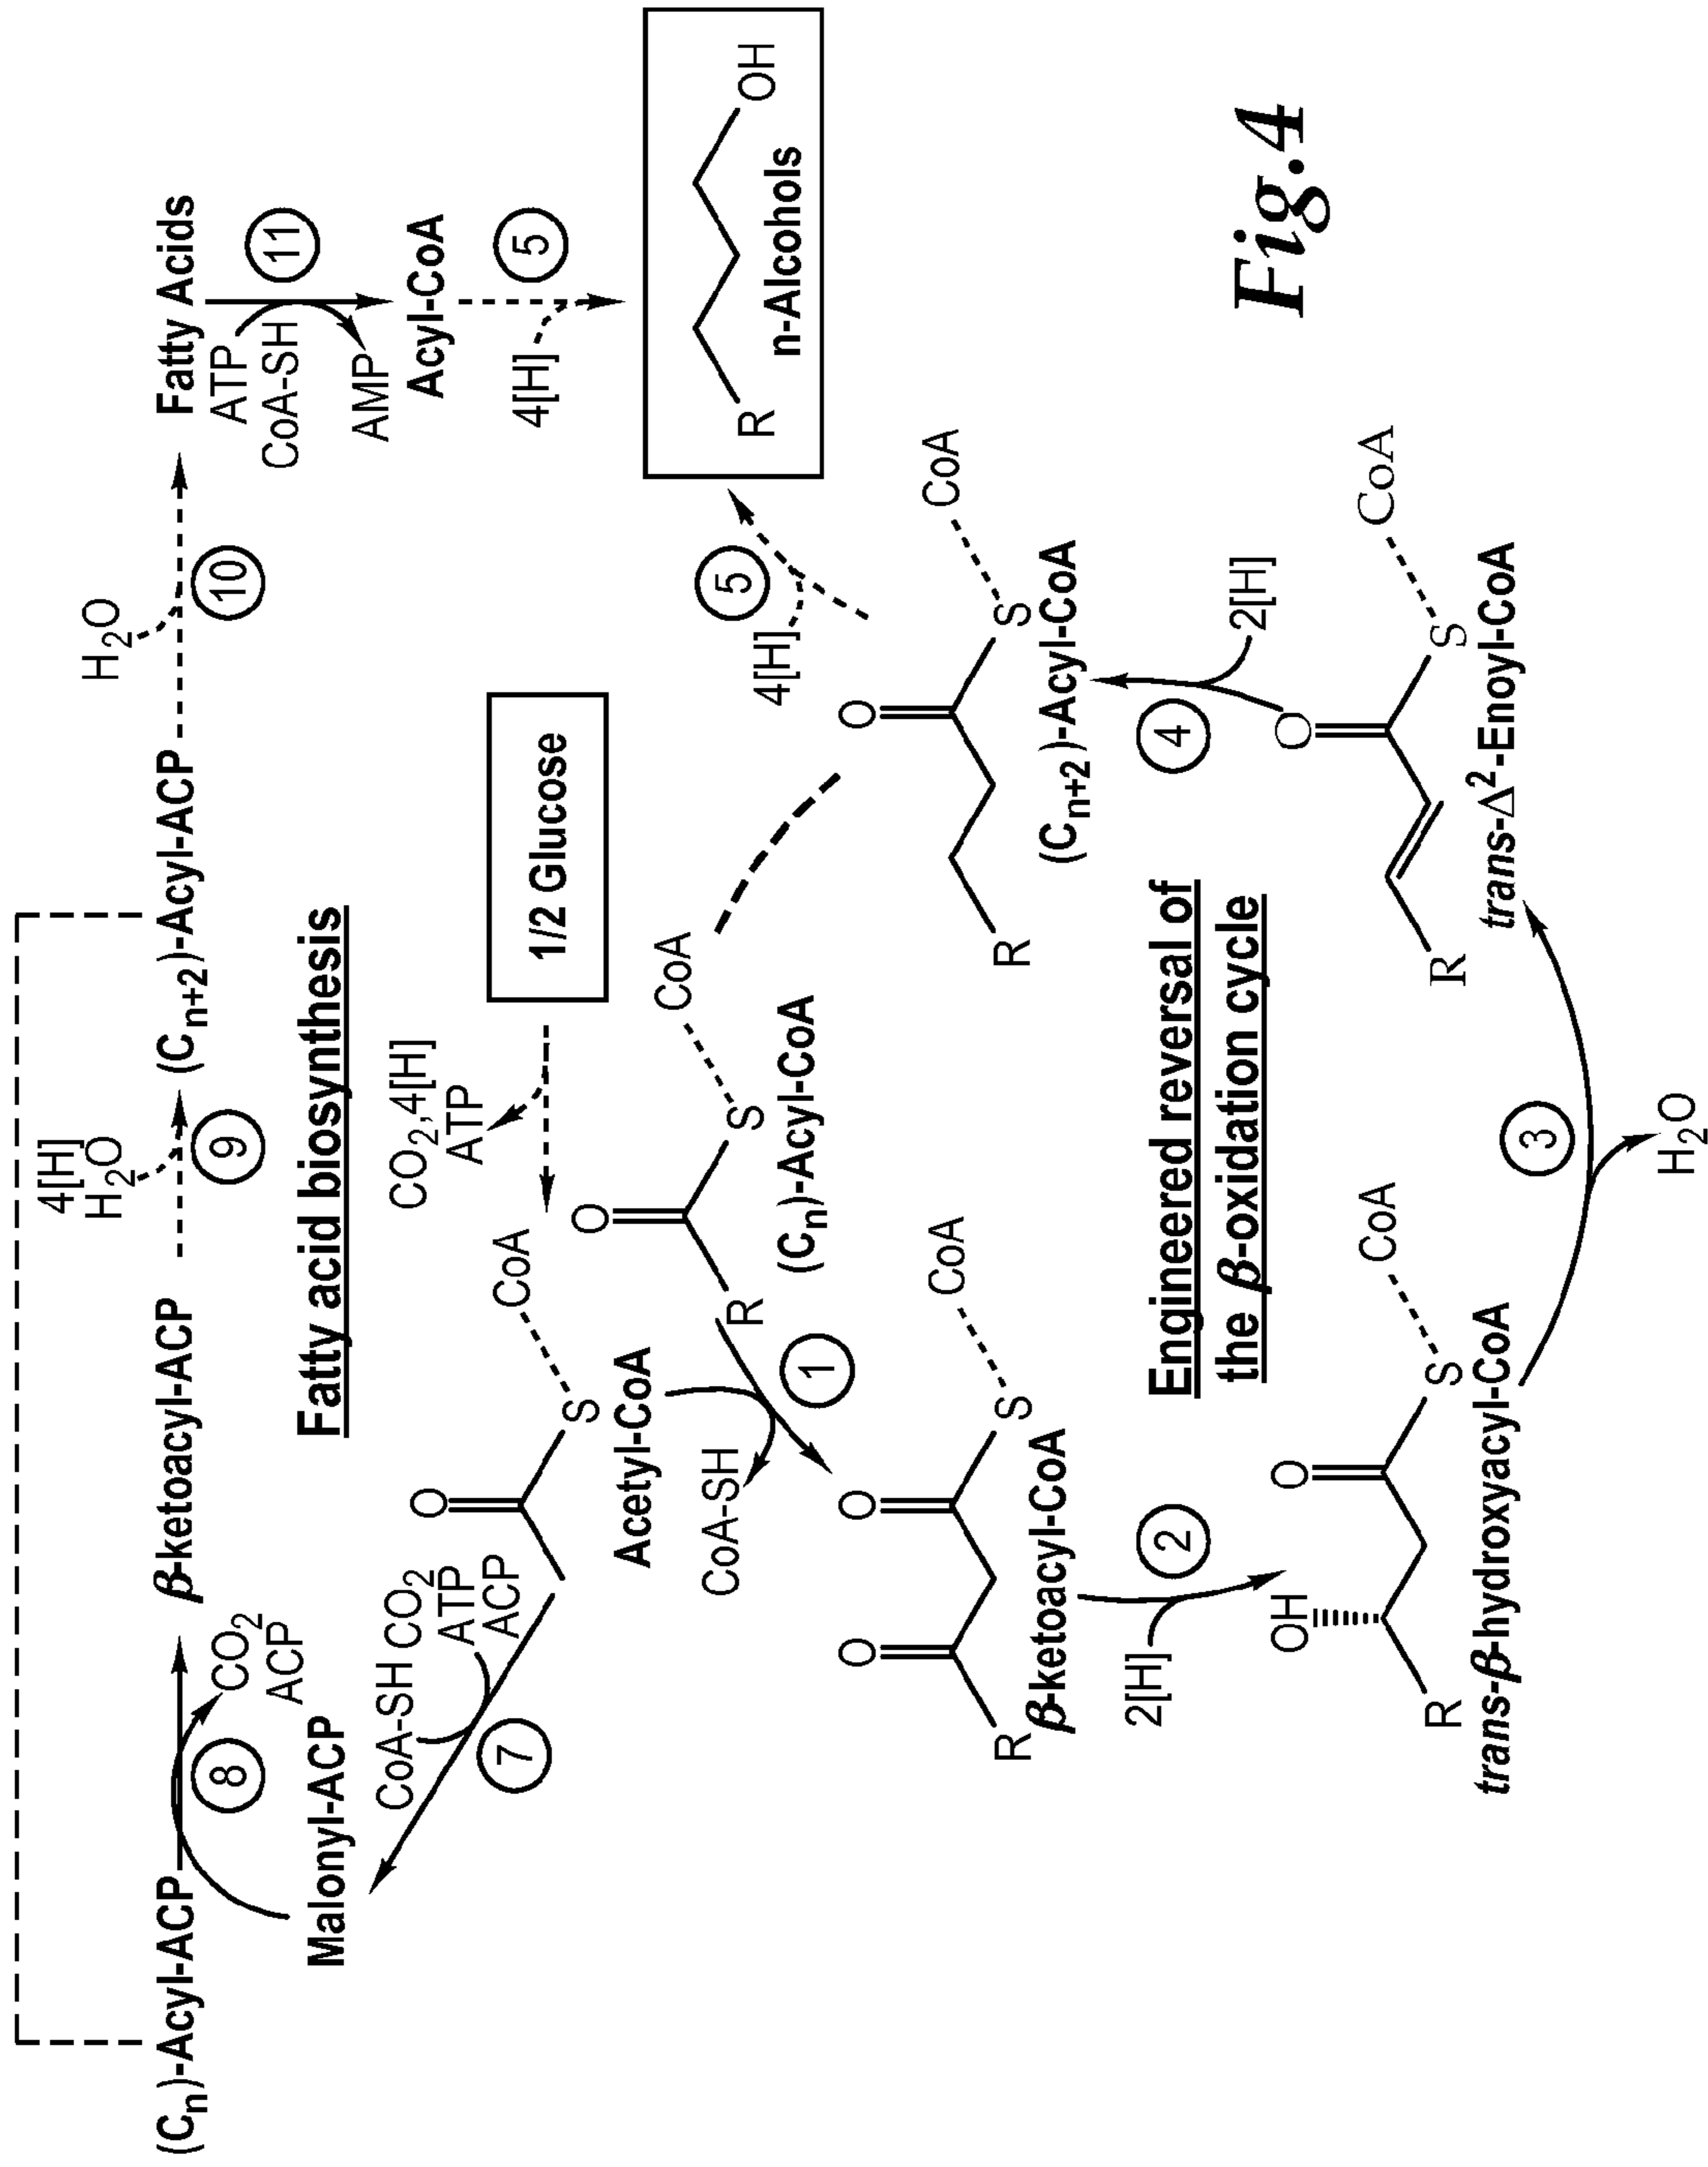 4[H]
H2O
H2O
(Cn)-Acyl-ACP
β-ketoacyl-ACP
(Cn+2)-Acyl-ACP
Fatty Acids
8
CO2
ACP
9
10
ATP
CoA-SH
11
AMP
Malonyl-ACP
Fatty acid biosynthesis
Acyl-CoA
CoA-SH
CO2
ATP
ACP
7
CO2,4[H]
ATP
1/2 Glucose
4[H]
5
O
S
CoA
Acetyl-CoA
O
R
S
CoA
(Cn)-Acyl-CoA
CoA-SH
1
R
OH
n-Alcohols
4[H]
5
O
O
R
S
CoA
β-ketoacyl-CoA
O
R
S
CoA
(Cn+2)-Acyl-CoA
2[H]
2
Engineered reversal of
the β-oxidation cycle
4
2[H]
OH
O
R
S
CoA
trans-β-hydroxyacyl-CoA
O
R
S
CoA
trans-Δ2-Enoyl-CoA
3
H2O
Fig.4